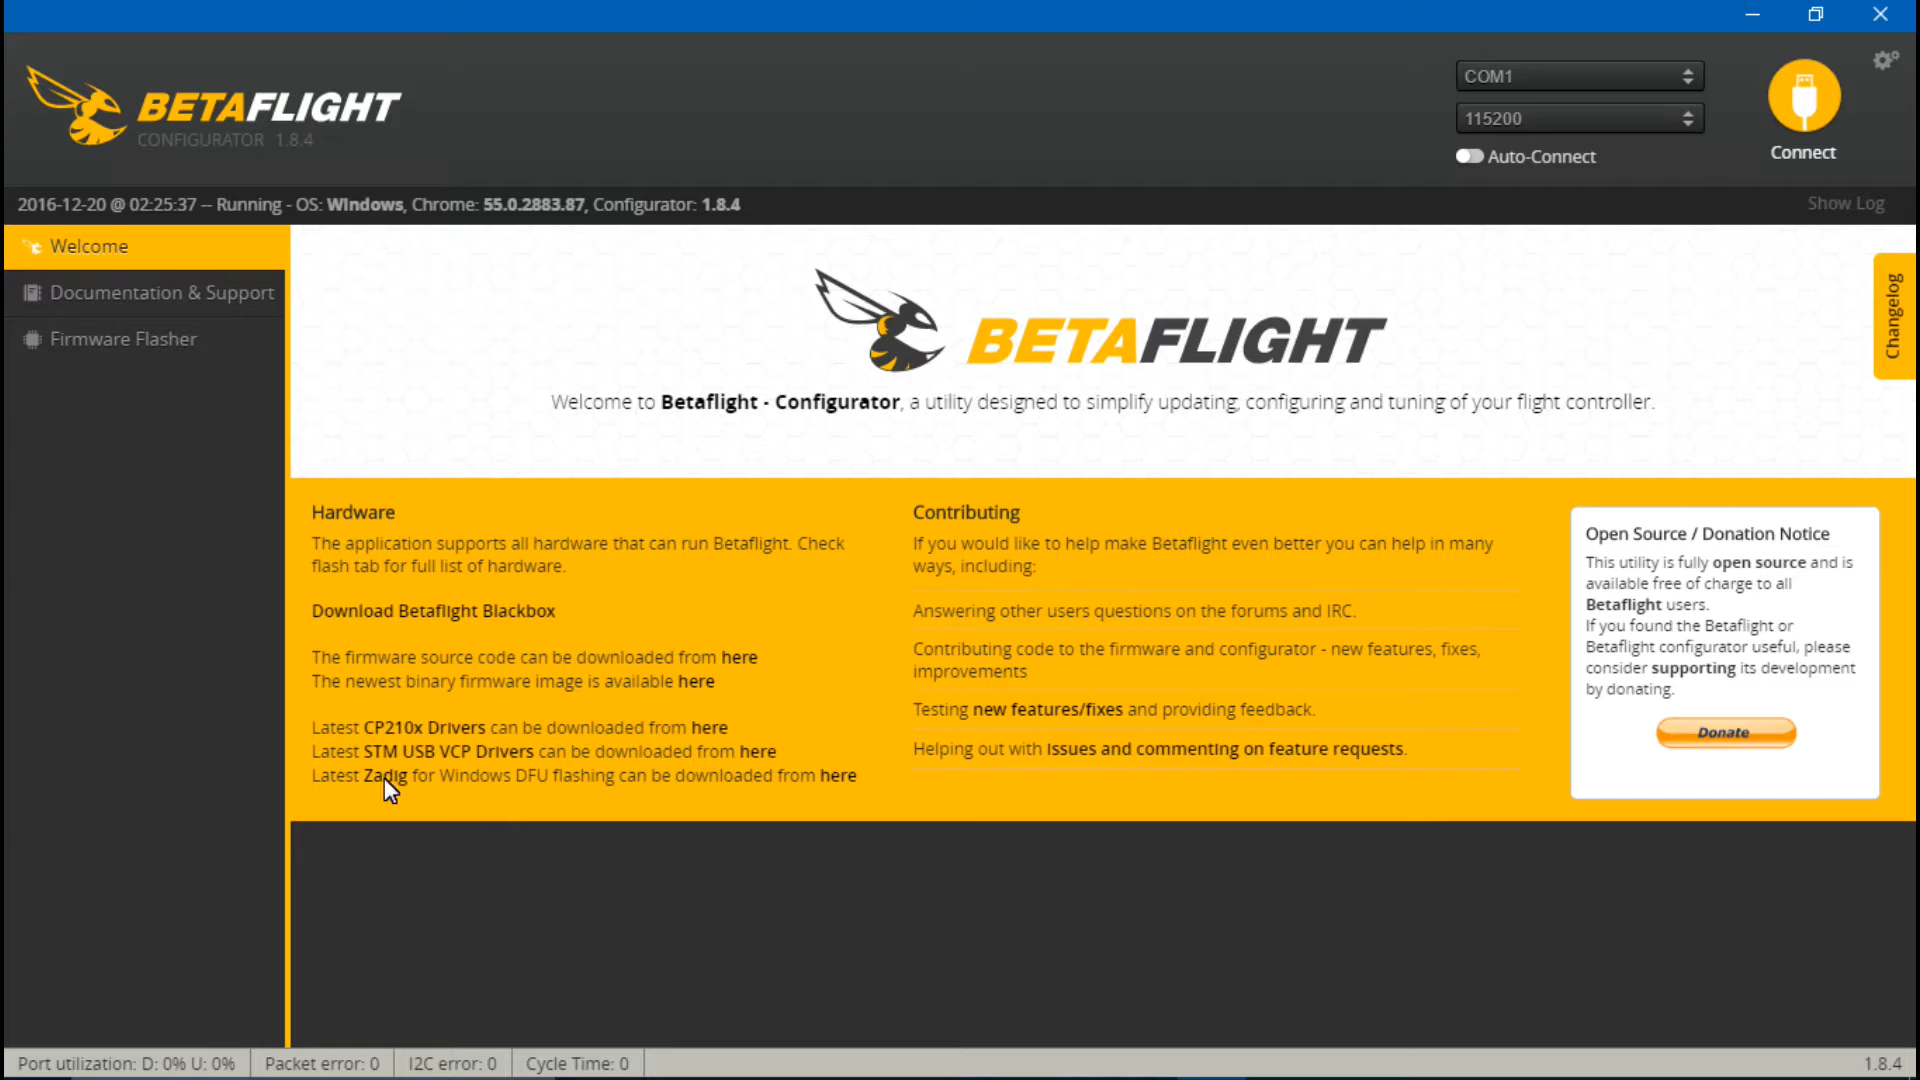 BETAFLIGHT
CONFIGURATOR 1.8.4
COM1
115200
Auto-Connect
Connect
2016-12-20 @ 02:25:37 -- Running - OS: Windows, Chrome: 55.0.2883.87, Configurator: 1.8.4
Show Log
Welcome
Documentation & Support
Firmware Flasher
BETAFLIGHT
Welcome to Betaflight - Configurator, a utility designed to simplify updating, configuring and tuning of your flight controller.
Changelog
Hardware
The application supports all hardware that can run Betaflight. Check
flash tab for full list of hardware.
Download Betaflight Blackbox
The firmware source code can be downloaded from here
The newest binary firmware image is available here
Latest CP210x Drivers can be downloaded from here
Latest STM USB VCP Drivers can be downloaded from here
Latest Zadig for Windows DFU flashing can be downloaded from here
Contributing
If you would like to help make Betaflight even better you can help in many
ways, including:
Answering other users questions on the forums and IRC.
Contributing code to the firmware and configurator - new features, fixes,
improvements
Testing new features/fixes and providing feedback.
Helping out with issues and commenting on feature requests.
Open Source / Donation Notice
This utility is fully open source and is
available free of charge to all
Betaflight users.
If you found the Betaflight or
Betaflight configurator useful, please
consider supporting its development
by donating.
Donate
Port utilization: D: 0% U: 0%
Packet error: 0
I2C error: 0
Cycle Time: 0
1.8.4